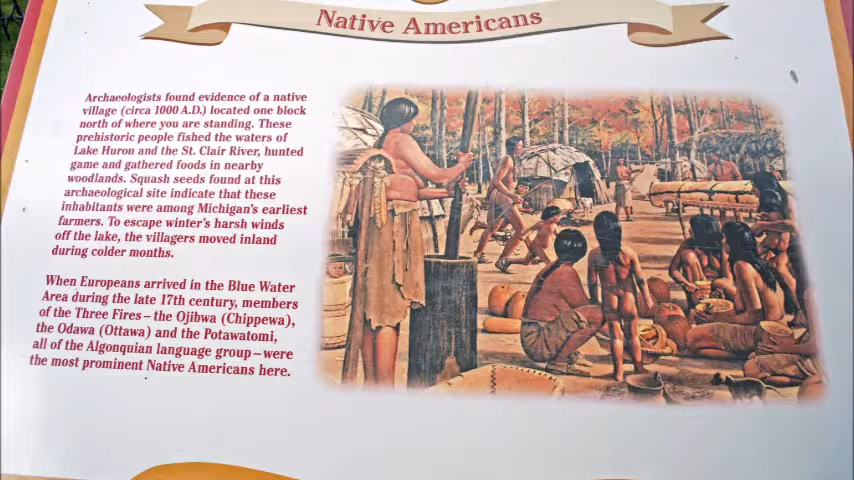 Native Americans
Archaeologists found evidence of a native
village (circa 1000 A.D.) located one block
north of where you are standing. These
prehistoric people fished the waters of
Lake Huron and the St. Clair River, hunted
game and gathered foods in nearby
woodlands. Squash seeds found at this
archaeological site indicate that these
inhabitants were among Michigan's earliest
farmers. To escape winter's harsh winds
off the lake, the villagers moved inland
during colder months.
When Europeans arrived in the Blue Water
Area during the late 17th century, members
of the Three Fires – the Ojibwa (Chippewa),
the Odawa (Ottawa) and the Potawatomi,
all of the Algonquian language group – were
the most prominent Native Americans here.